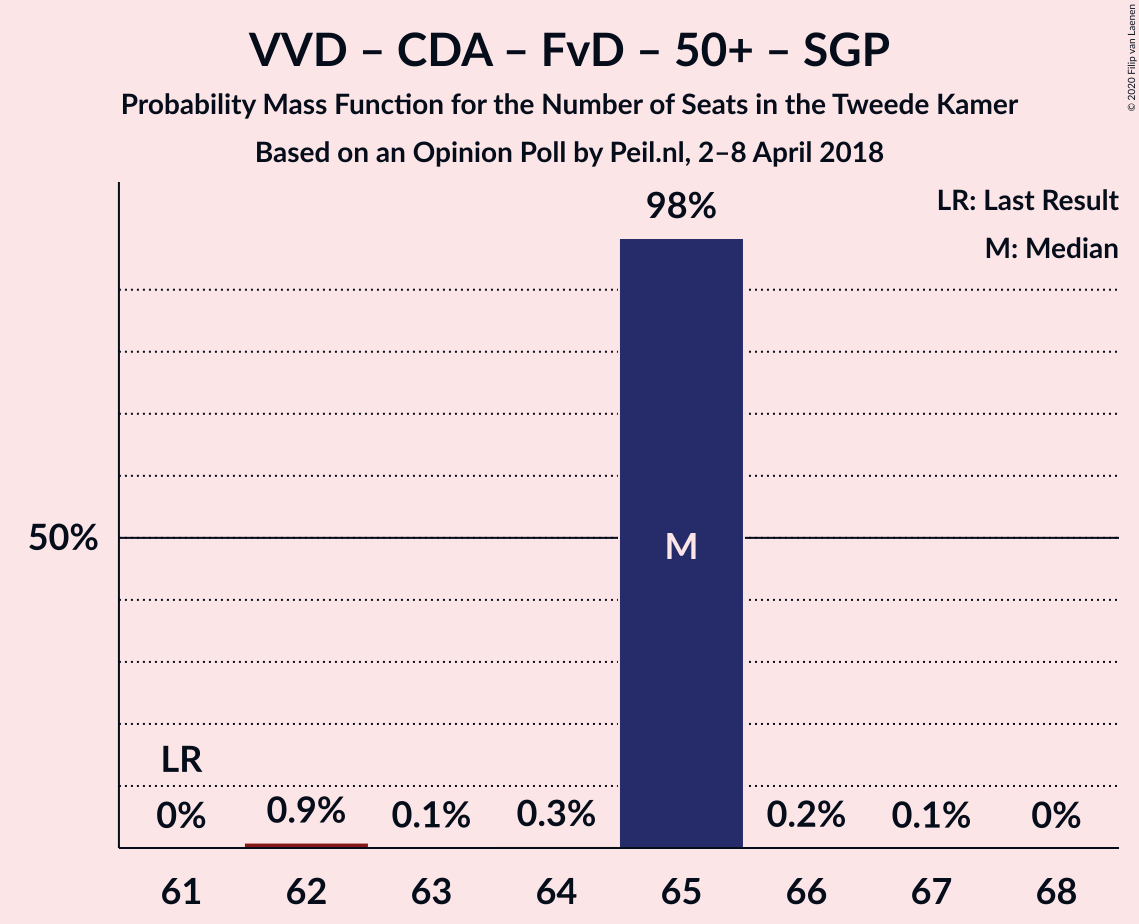 VVD – CDA – FvD – 50+ – SGP
Probability Mass Function for the Number of Seats in the Tweede Kamer
Based on an Opinion Poll by Peil.nl, 2–8 April 2018
© 2020 Filip van Laenen
LR: Last Result
M: Median
98%
50%
M
LR
0% 0.9% 0.1% 0.3% 0.2% 0.1% 0%
61 62 63 64 65 66 67 68